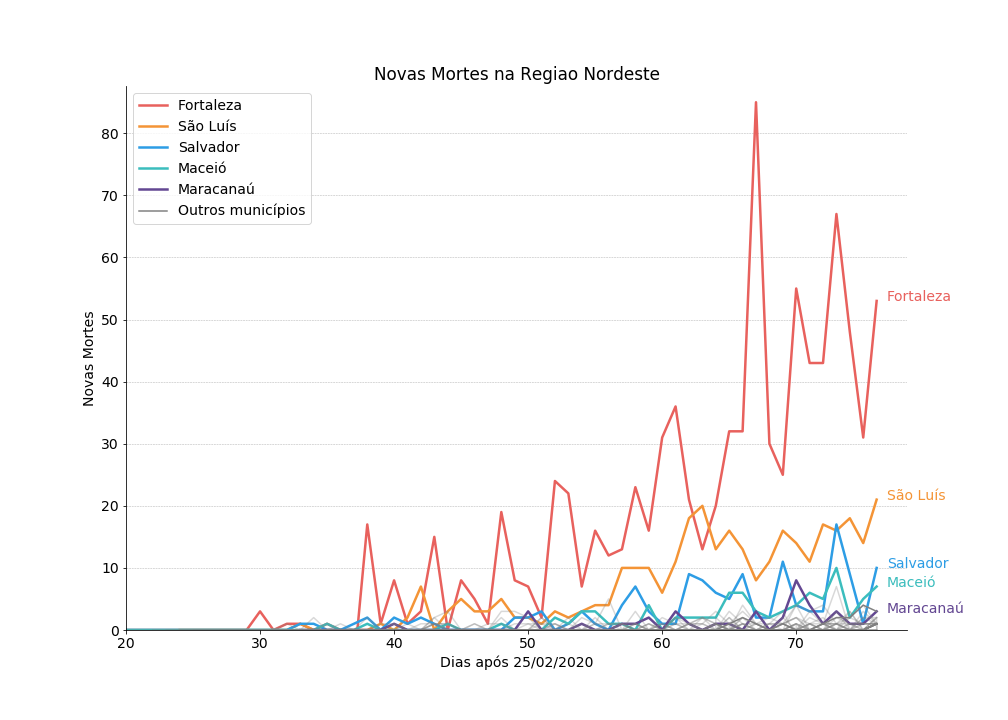 Novas Mortes na Regiao Nordeste
Fortaleza
São Luís
Salvador
Maceió
Maracanaú
Outros municípios
Novas Mortes
80
70
60
50
40
30
20
10
0
Fortaleza
São Luís
Salvador
Maceió
Maracanaú
20
30
40
50
60
70
Dias após 25/02/2020